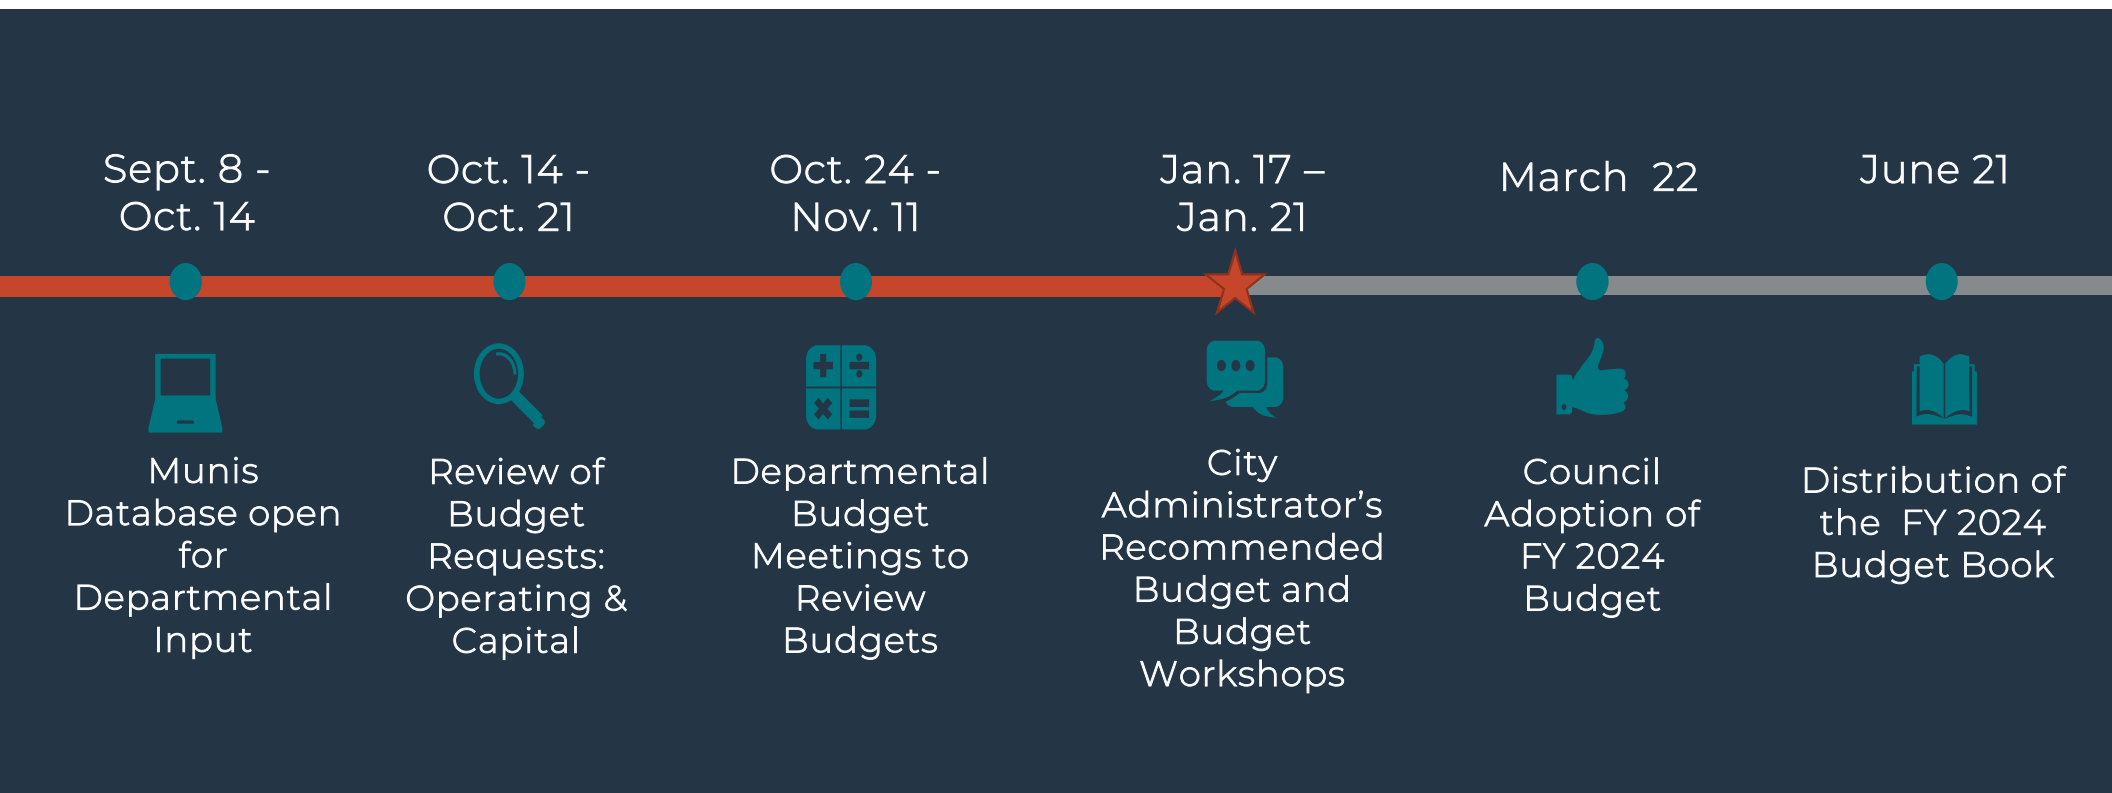 Sept. 8 -
Oct. 14
Munis
Database open
for
Departmental
Input
Oct. 14 -
Oct. 21
Review of
Budget
Requests:
Operating &
Capital
Oct. 24 -
Nov. 11
Departmental
Budget
Meetings to
Review
Budgets
Jan. 17 –
Jan. 21
City
Administrator’s
Recommended
Budget and
Budget
Workshops
March  22
Council
Adoption of
FY 2024
Budget
June 21
Distribution of
the  FY 2024
Budget Book